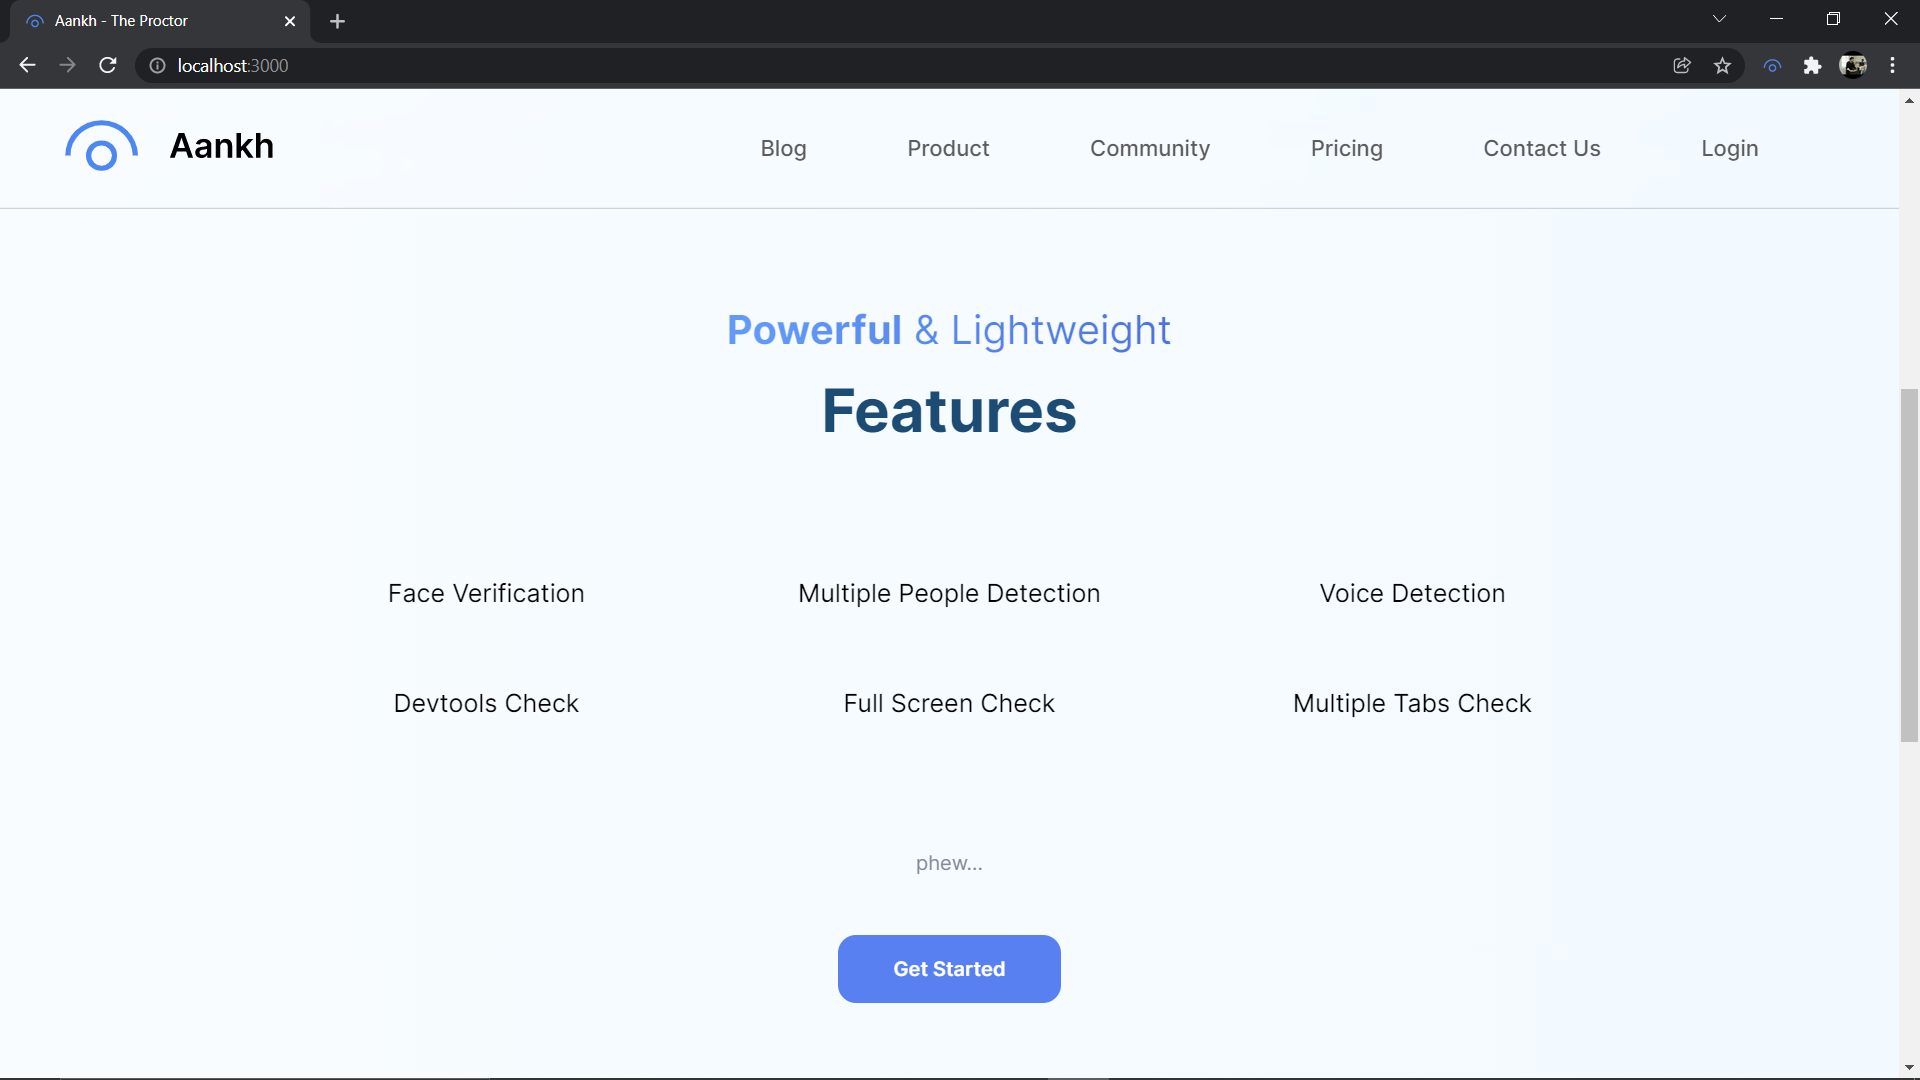 Aankh - The Proctor
localhost:3000
Aankh
Blog Product Community Pricing Contact Us Login
Powerful & Lightweight
Features
Face Verification Multiple People Detection Voice Detection
Devtools Check Full Screen Check Multiple Tabs Check
phew...
Get Started